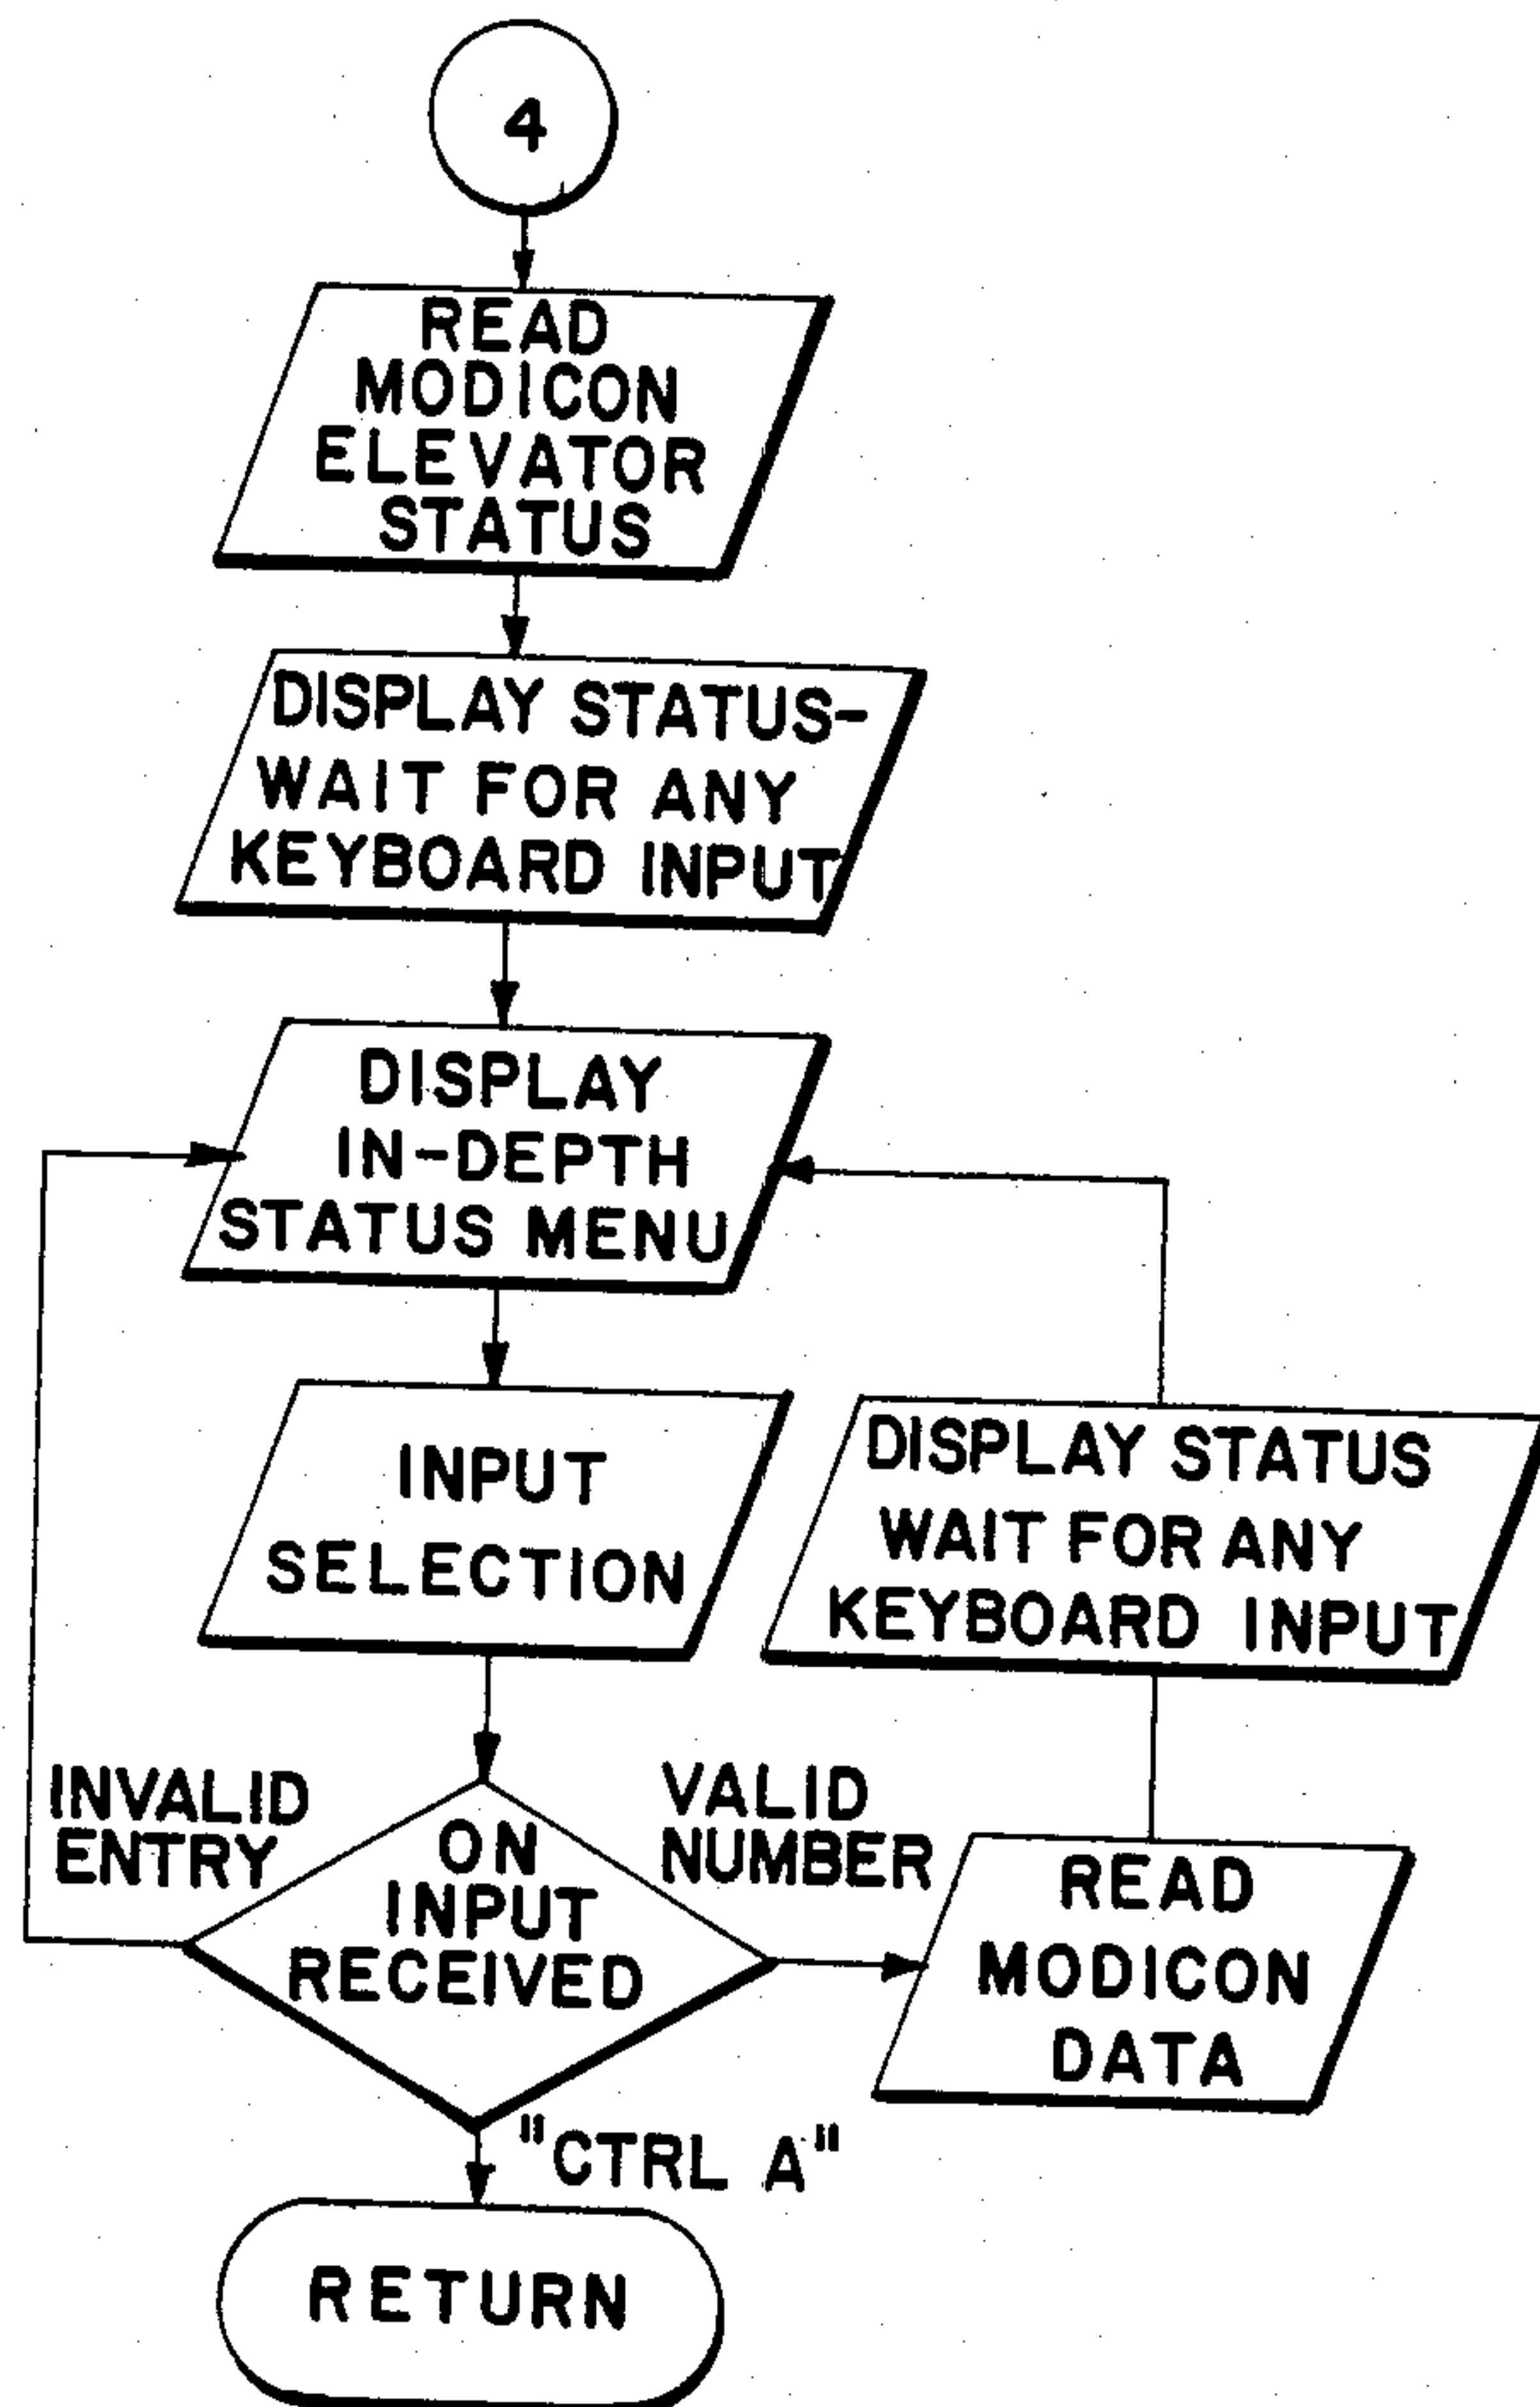 4
READ
MODICON
ELEVATOR
STATUS
DISPLAY STATUS-
WAIT FOR ANY
KEYBOARD INPUT
DISPLAY
IN-DEPTH
STATUS MENU
INPUT
SELECTION
DISPLAY STATUS
WAIT FOR ANY
KEYBOARD INPUT
INVALID
ENTRY
ON
INPUT
RECEIVED
VALID
NUMBER
READ
MODICON
DATA
"CTRL A"
RETURN